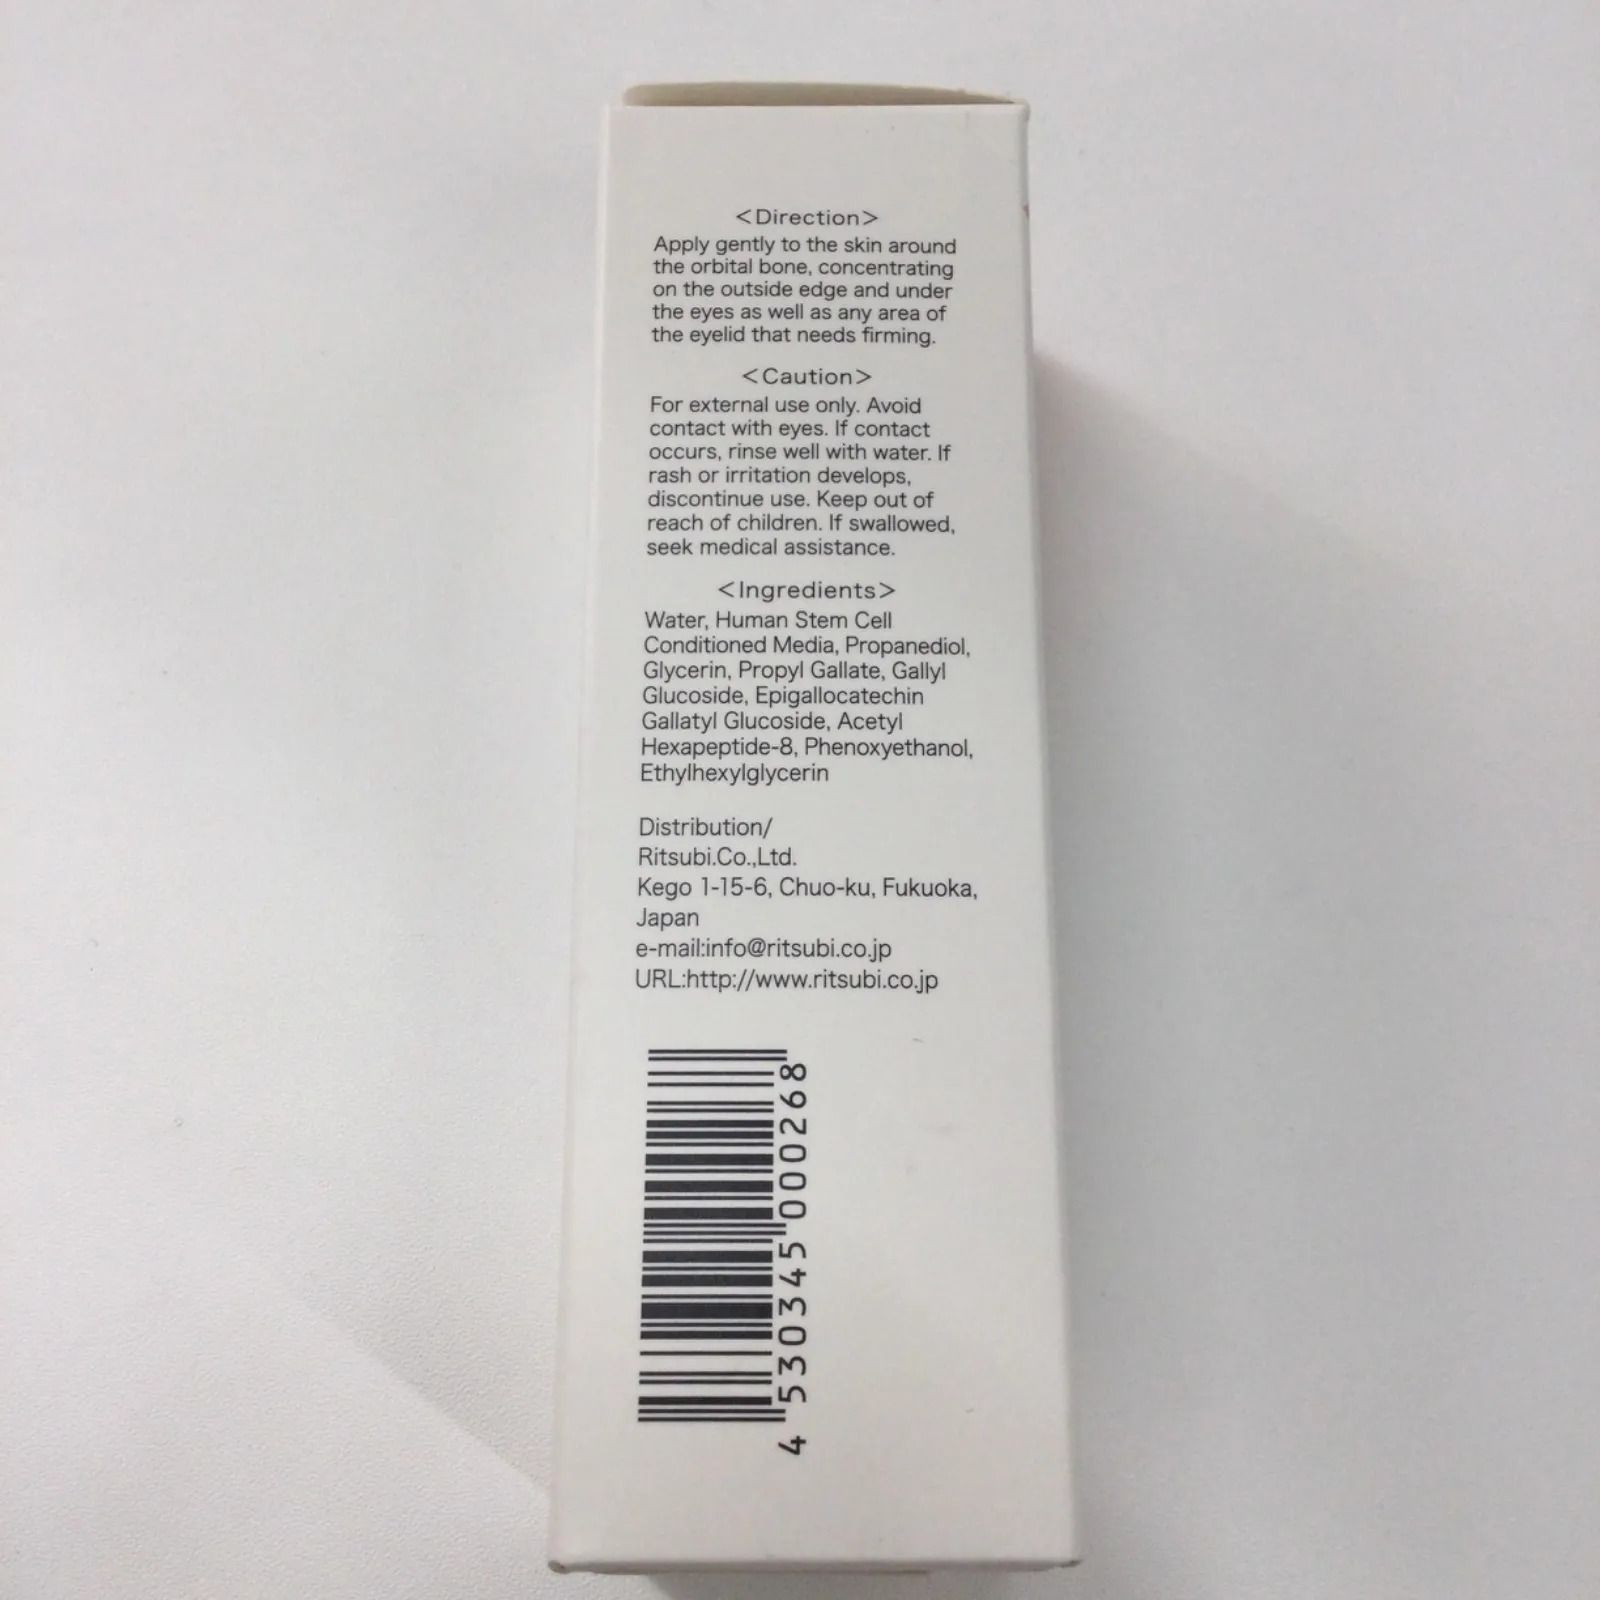 <Direction>
Apply gently to the skin around
the orbital bone, concentrating
on the outside edge and under
the eyes as well as any area of
the eyelid that needs firming.
<Caution>
For external use only. Avoid
contact with eyes. If contact
occurs, rinse well with water. If
rash or irritation develops,
discontinue use. Keep out of
reach of children. If swallowed,
seek medical assistance.
<Ingredients>
Water, Human Stem Cell
Conditioned Media, Propanediol,
Glycerin, Propyl Gallate, Gallyl
Glucoside, Epigallocatechin
Gallatyl Glucoside, Acetyl
Hexapeptide-8, Phenoxyethanol,
Ethylhexylglycerin
Distribution/
Ritsubi.Co.,Ltd.
Kego 1-15-6, Chuo-ku, Fukuoka,
Japan
e-mail:info@ritsubi.co.jp
URL:http://www.ritsubi.co.jp
4 530345 000268